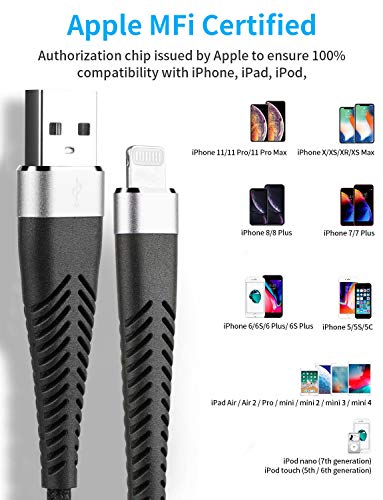 Apple MFi Certified
Authorization chip issued by Apple to ensure 100%
compatibility with iPhone, iPad, iPod,
iPhone 11/11 Pro/11 Pro Max
iPhone X/XS/XR/XS Max
iPhone 8/8 Plus
iPhone 7/7 Plus
iPhone 6/6S/6 Plus/ 6S Plus
iPhone 5/5S/5C
iPad Air / Air 2 / Pro / mini / mini 2 / mini 3 / mini 4
iPod nano (7th generation)
iPod touch (5th / 6th generation)